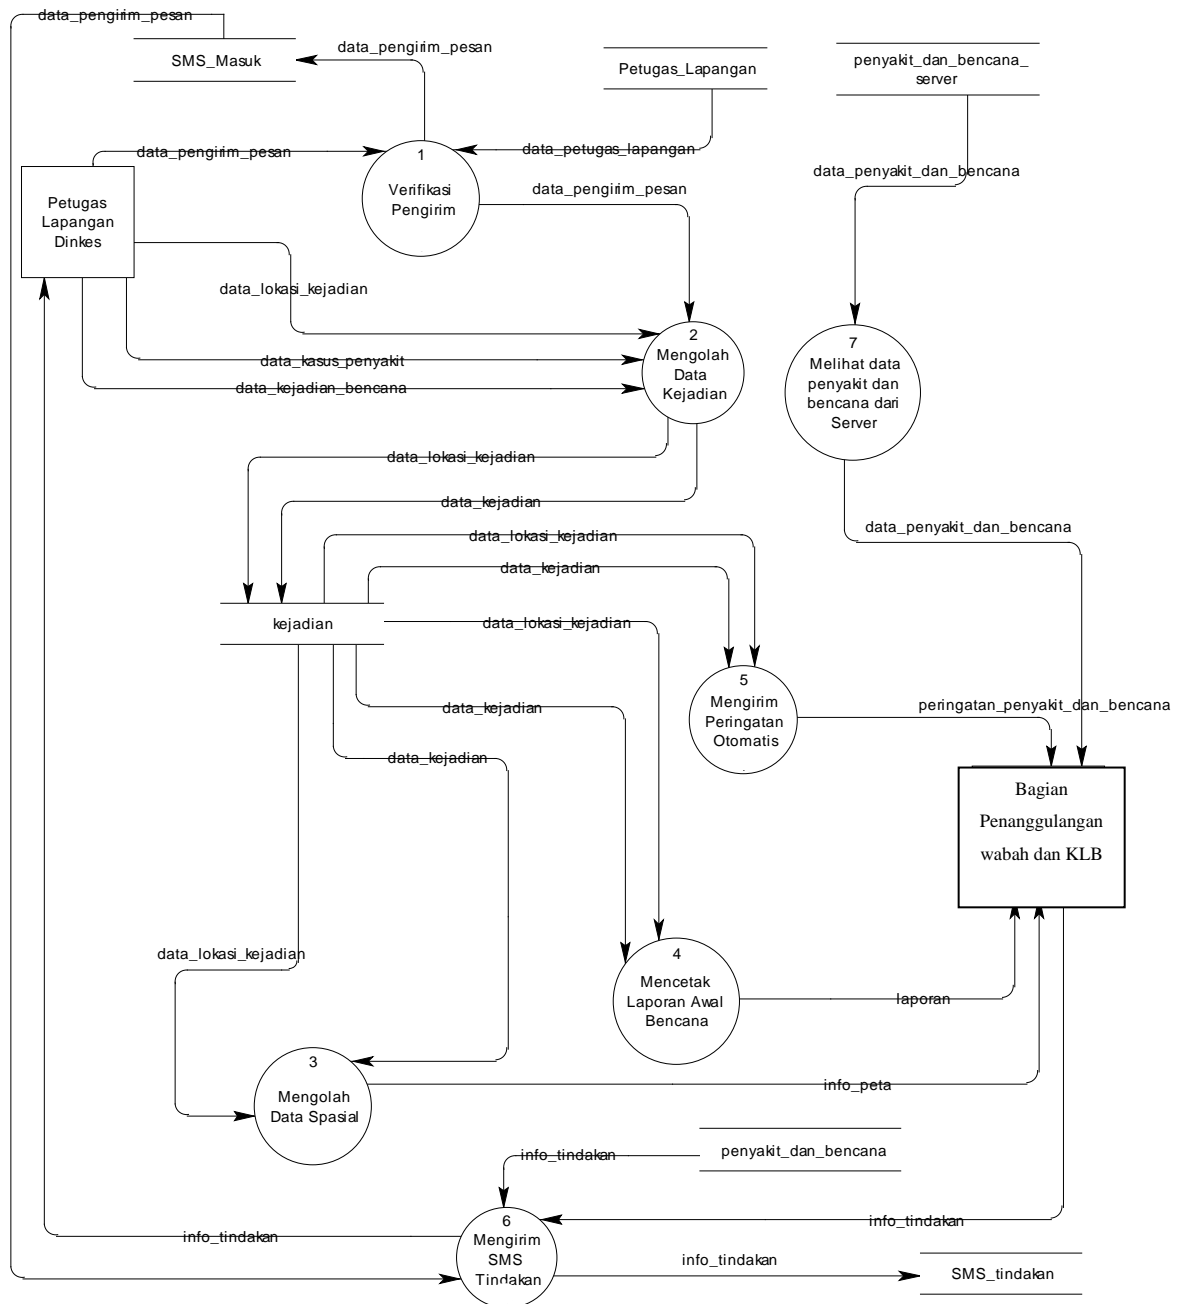 data_pengirim_pesan
SMS_Masuk
data_pengirim_pesan
Petugas_Lapangan
penyakit_dan_bencana_
server
data_pengirim_pesan
1
Verifikasi
Pengirim
data_petugas_lapangan
data_penyakit_dan_bencana
Petugas
Lapangan
Dinkes
data_pengirim_pesan
data_lokasi_kejadian
data_kasus_penyakit
data_kejadian_bencana
2
Mengolah
Data
Kejadian
7
Melihat data
penyakit dan
bencana dari
Server
data_lokasi_kejadian
data_kejadian
data_lokasi_kejadian
data_kejadian
data_penyakit_dan_bencana
kejadian
data_lokasi_kejadian
data_kejadian
data_kejadian
5
Mengirim
Peringatan
Otomatis
peringatan_penyakit_dan_bencana
Bagian
Penanggulangan
wabah dan KLB
data_lokasi_kejadian
4
Mencetak
Laporan Awal
Bencana
laporan
3
Mengolah
Data Spasial
info_peta
info_tindakan
penyakit_dan_bencana
info_tindakan
6
Mengirim
SMS
Tindakan
info_tindakan
info_tindakan
SMS_tindakan